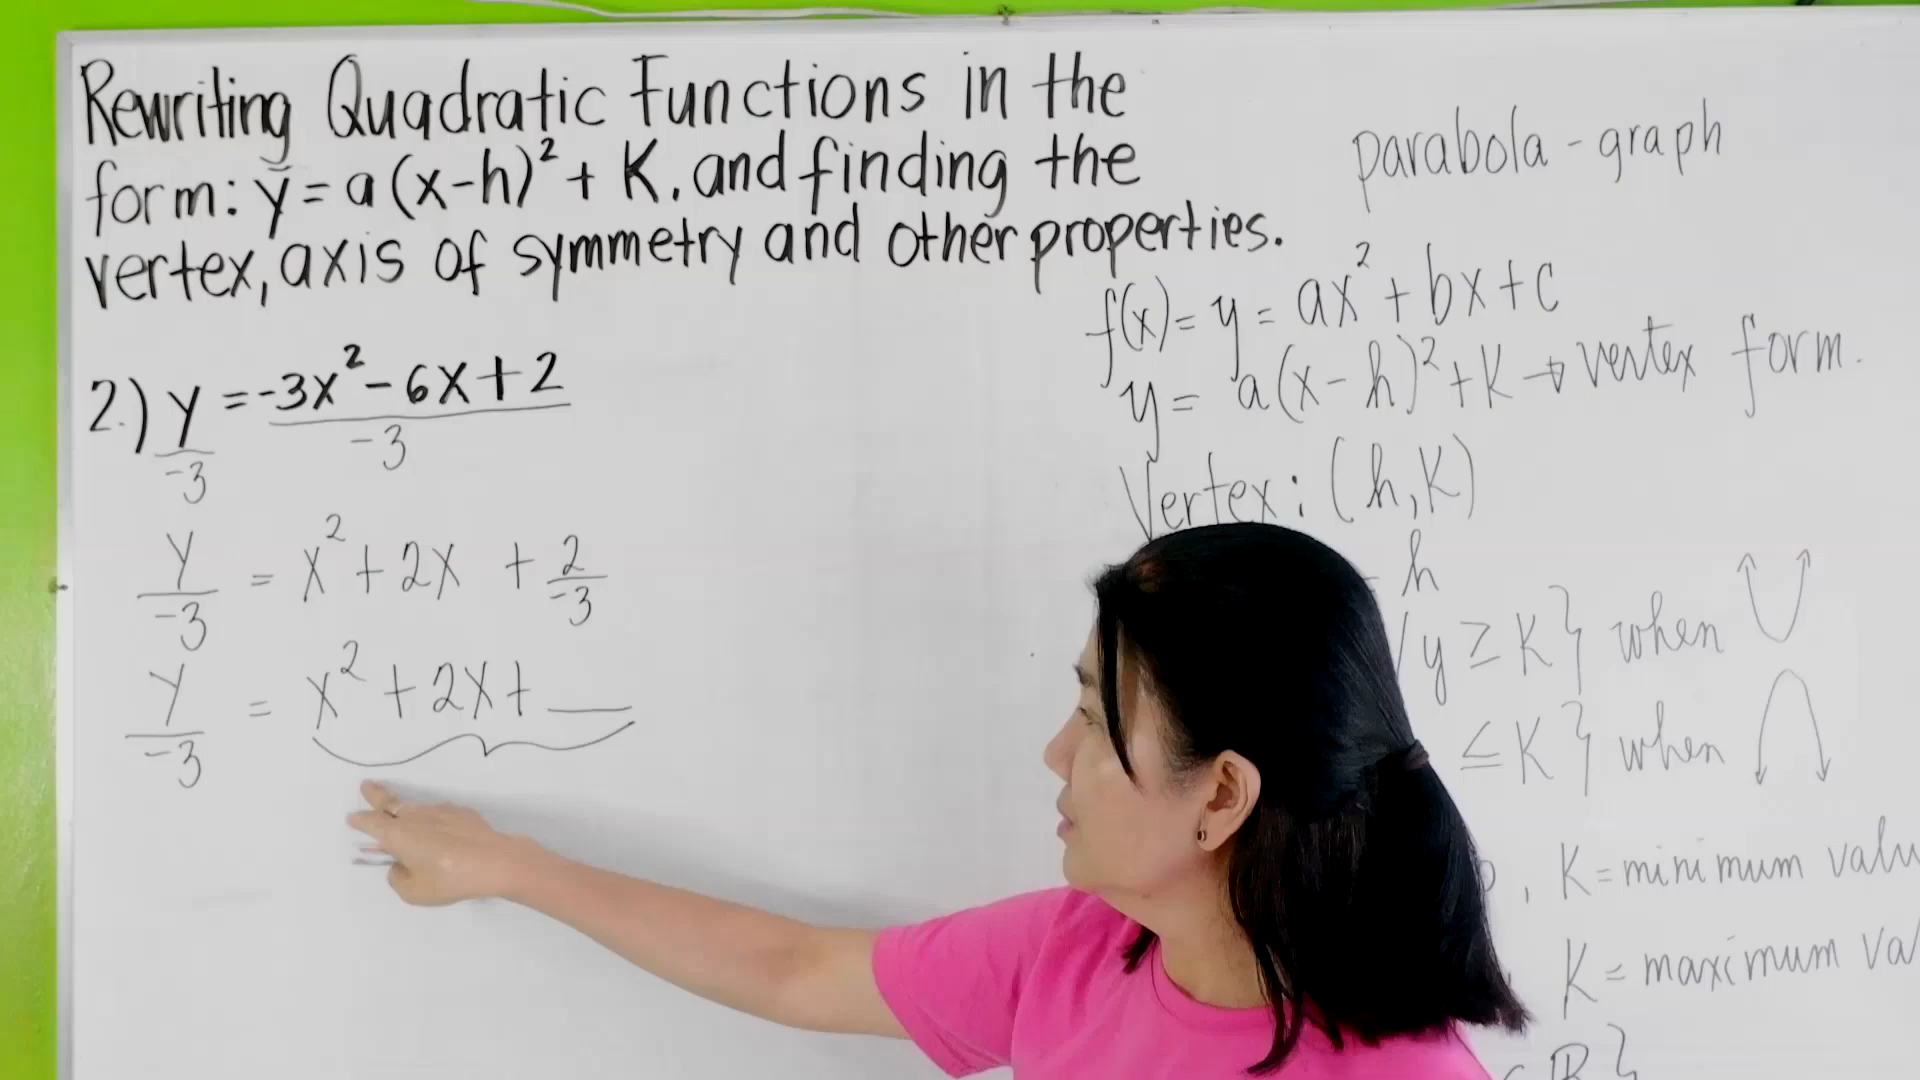 Rewriting Quadratic Functions in the
form: y = a(x-h)² + K, and finding the
vertex, axis of symmetry and other properties.
2.) y = -3x² - 6x + 2
-3 -3
y = x² + 2x + 2
-3 -3
y = x² + 2x + __
-3
parabola - graph
f(x) = y = ax² + bx + c
y = a(x-h)² + K → vertex form.
Vertex: (h, K)
h
/y ≥ K} when
≤ K} when
, K = minimum valu
K = maximum va
R}